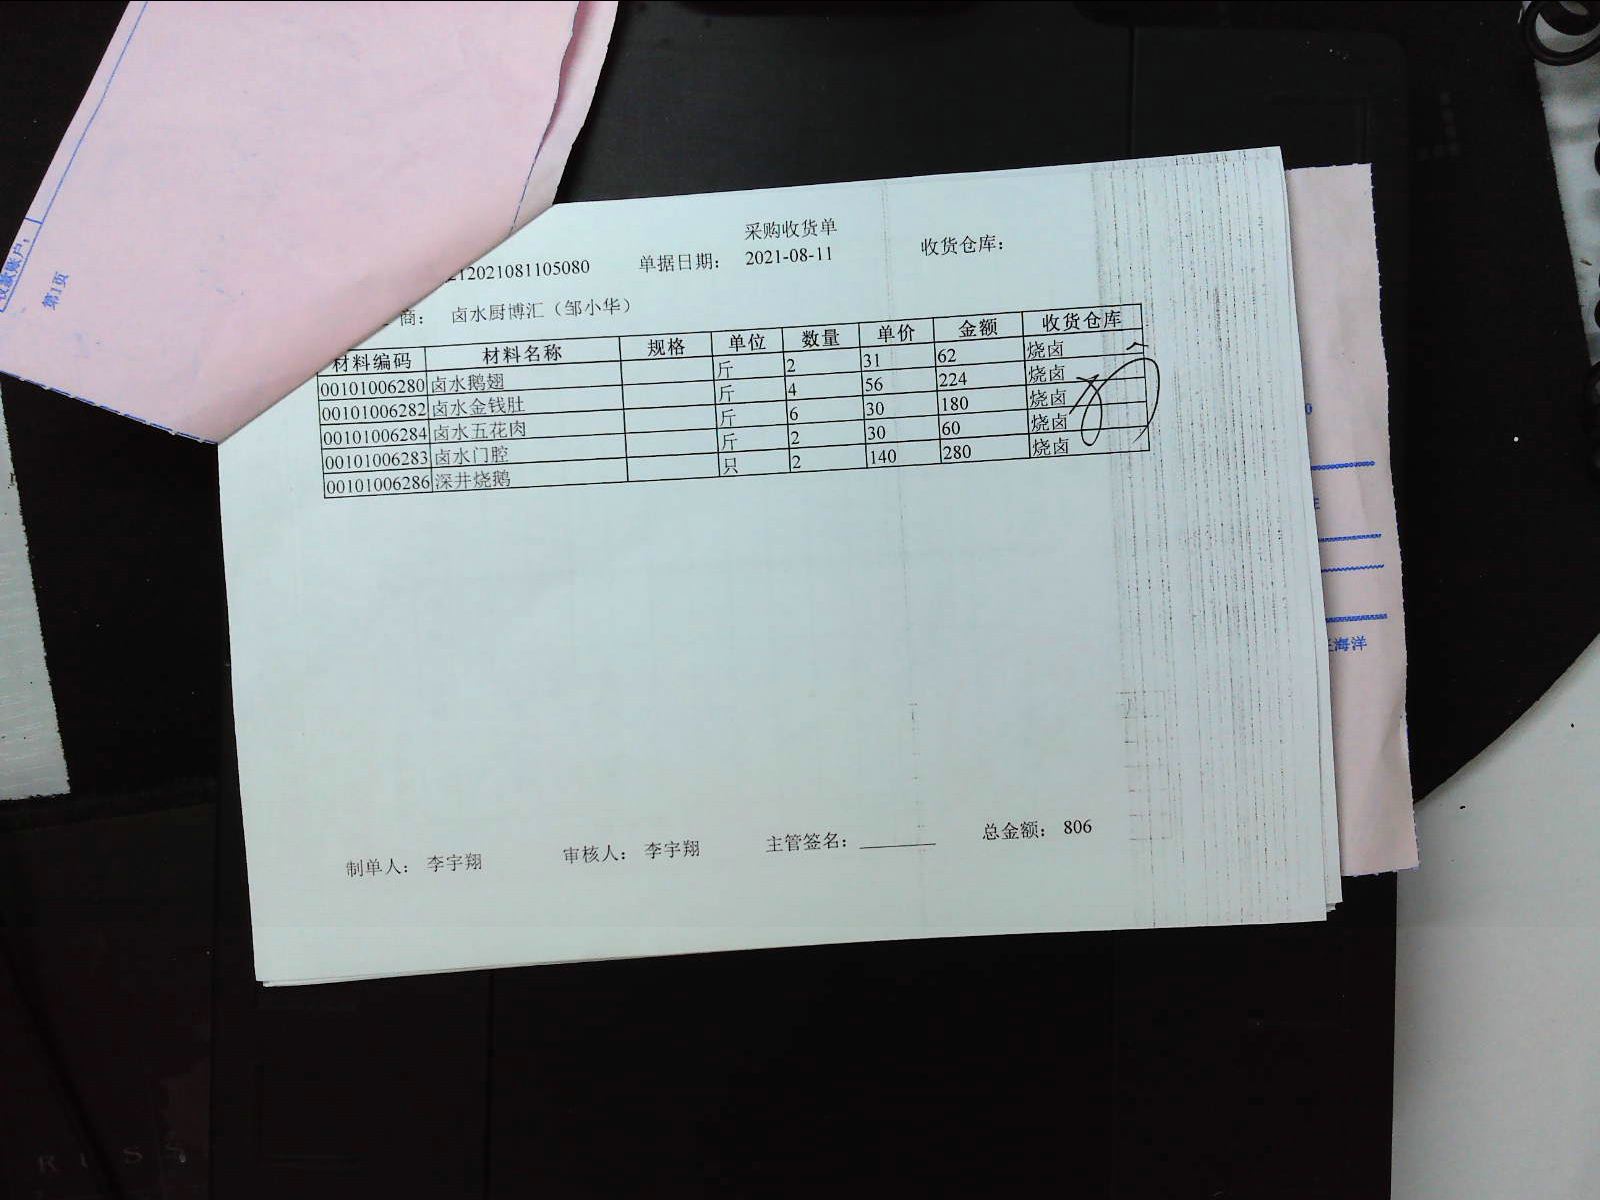 采购收货单
212021081105080 单据日期： 2021-08-11 收货仓库：
商： 卤水厨博汇（邹小华）
材料编码 材料名称 规格 单位 数量 单价 金额 收货仓库
00101006280 卤水鹅翅 斤 2 31 62 烧卤
00101006282 卤水金钱肚 斤 4 56 224 烧卤
00101006284 卤水五花肉 斤 6 30 180 烧卤
00101006283 卤水门腔 斤 2 30 60 烧卤
00101006286 深井烧鹅 只 2 140 280 烧卤
制单人： 李宇翔 审核人： 李宇翔 主管签名： 总金额： 806
收款账户：
第1页
海洋